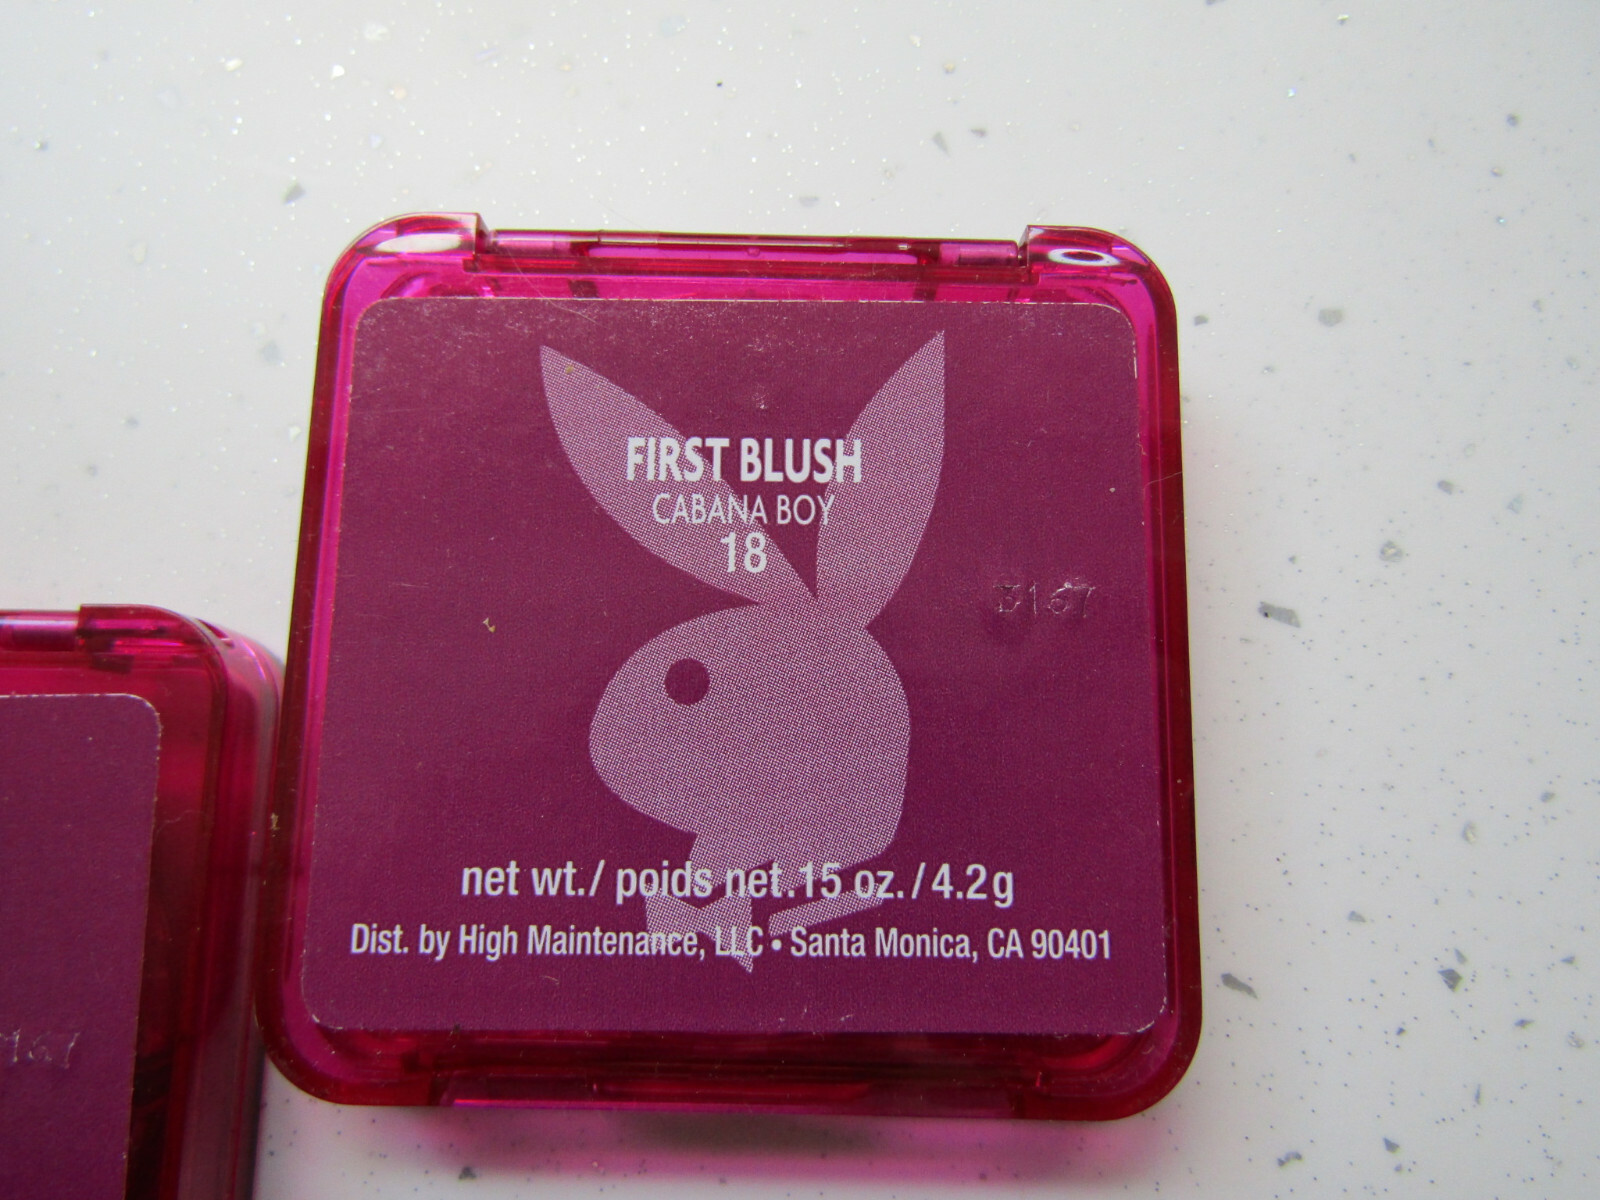 FIRST BLUSH
CABANA BOY
18
3167
net wt./ poids net .15 oz./4.2g
Dist. by High Maintenance, LLC • Santa Monica, CA 90401